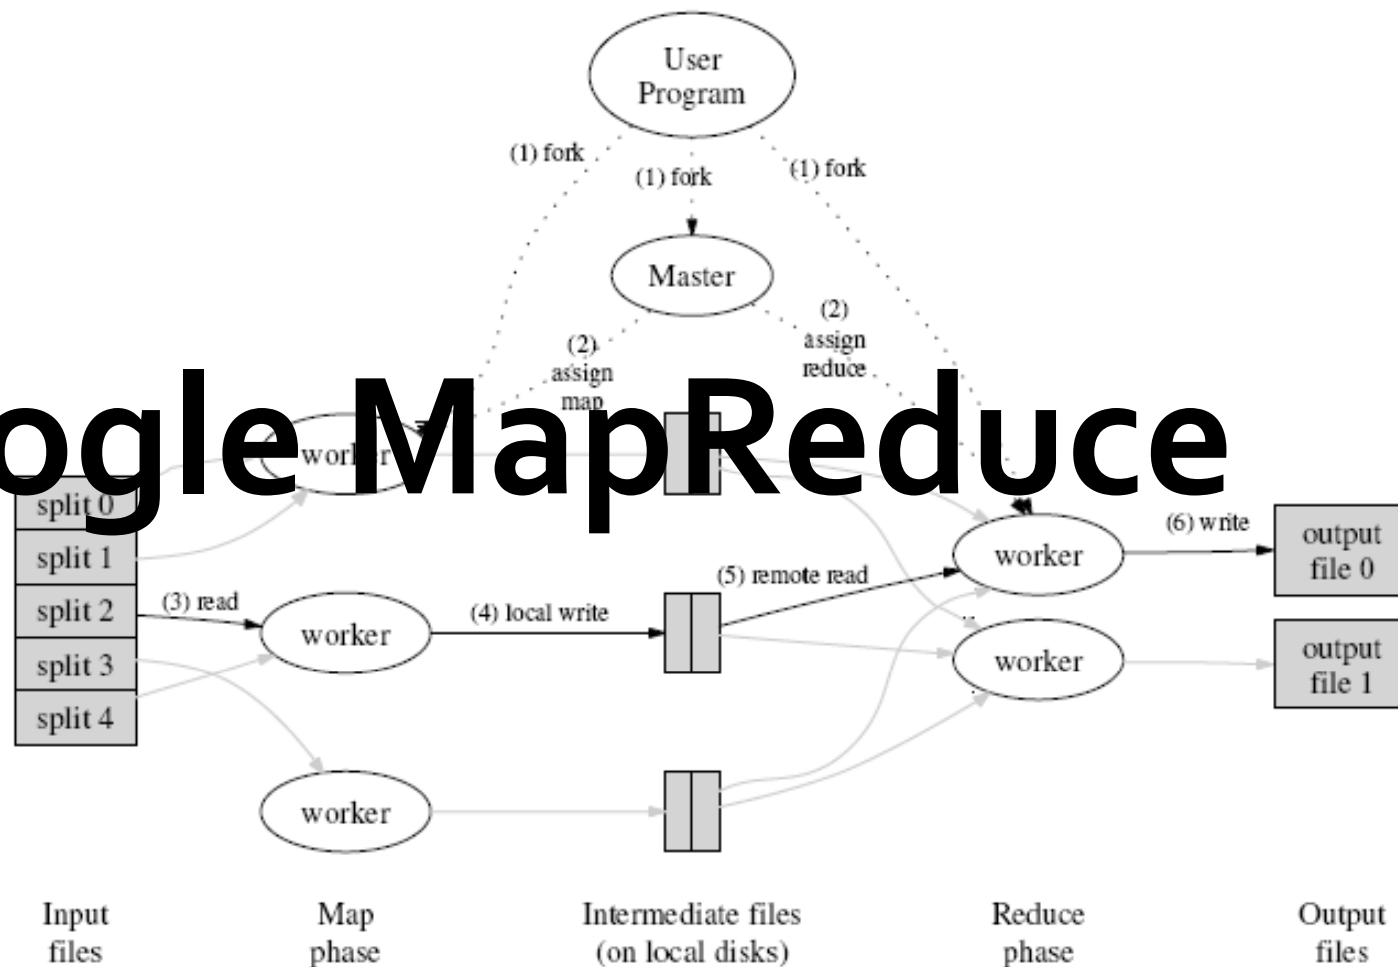 User
Program
(1) fork
(1) fork
(1) fork
Master
(2)
assign
map
(2)
assign
reduce
ogle MapReduce
worker
split 0
split 1
split 2
split 3
split 4
(3) read
worker
(4) local write
(5) remote read
worker
(6) write
output
file 0
worker
output
file 1
worker
Input
files
Map
phase
Intermediate files
(on local disks)
Reduce
phase
Output
files